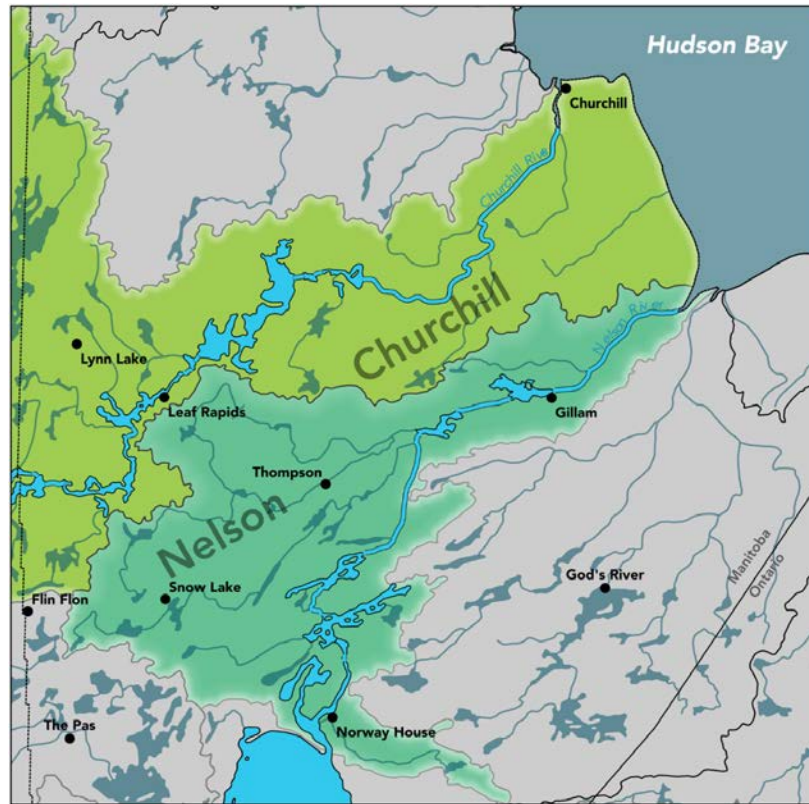 Hudson Bay
Churchill
Churchill River
Churchill
Nelson River
Lynn Lake
Leaf Rapids
Gillam
Thompson
Nelson
Manitoba
Ontario
God's River
Snow Lake
Flin Flon
The Pas
Norway House